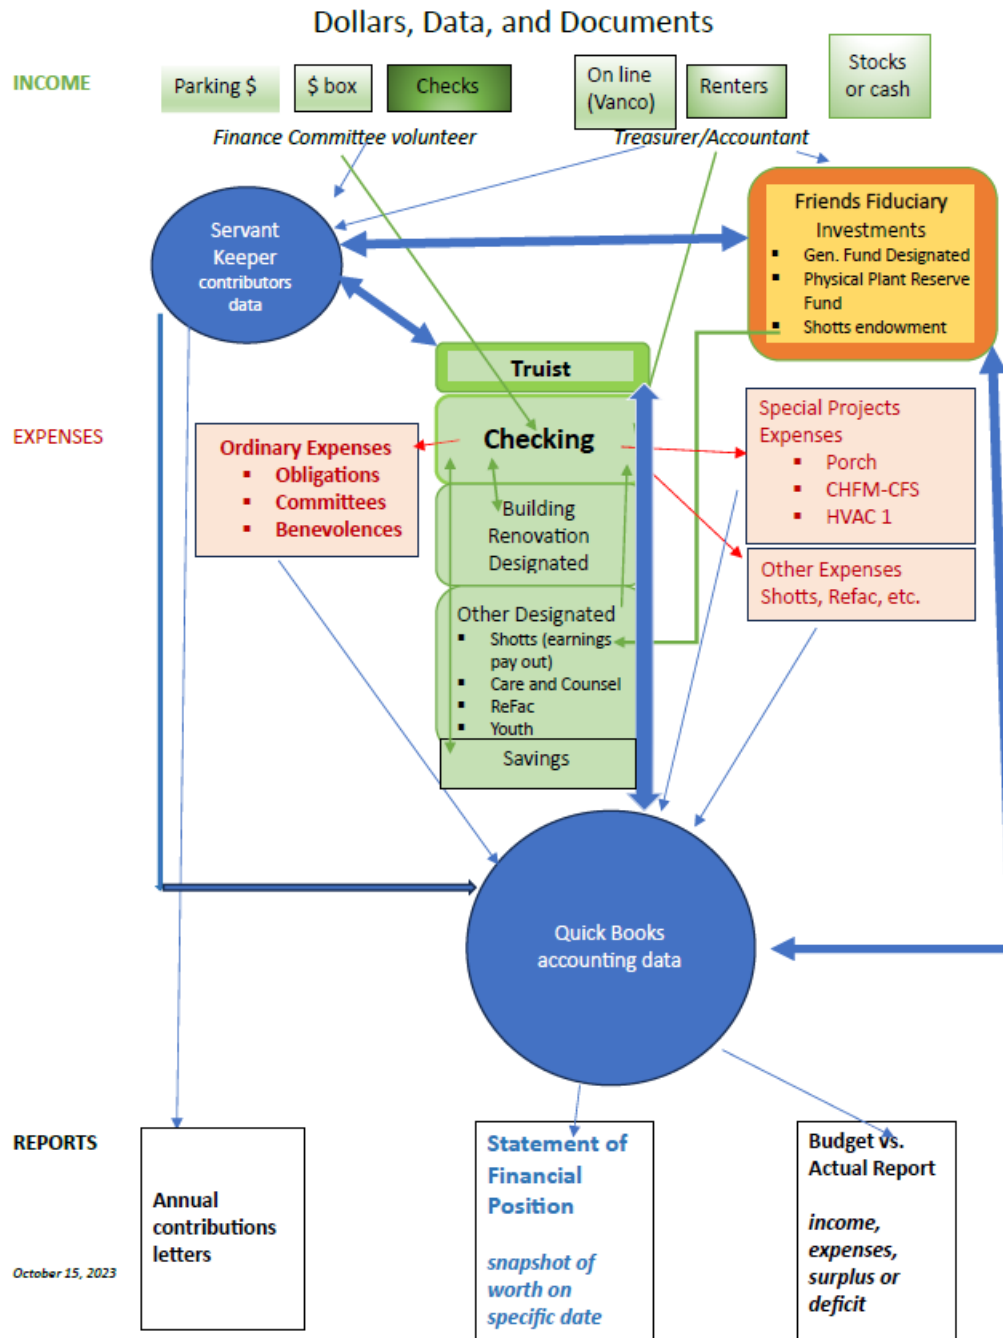 Dollars, Data, and Documents
INCOME
Parking $
$ box
Checks
On line
(Vanco)
Renters
Stocks
or cash
Finance Committee volunteer
Treasurer/Accountant
Servant
Keeper
contributors
data
Friends Fiduciary
Investments
▪ Gen. Fund Designated
▪ Physical Plant Reserve
Fund
▪ Shotts endowment
Truist
EXPENSES
Ordinary Expenses
▪ Obligations
▪ Committees
▪ Benevolences
Checking
Special Projects
Expenses
▪ Porch
▪ CHFM-CFS
▪ HVAC 1
Building
Renovation
Designated
Other Expenses
Shotts, Refac, etc.
Other Designated
▪ Shotts (earnings
pay out)
▪ Care and Counsel
▪ ReFac
▪ Youth
Savings
Quick Books
accounting data
REPORTS
Annual
contributions
letters
Statement of
Financial
Position
snapshot of
worth on
specific date
Budget vs.
Actual Report
income,
expenses,
surplus or
deficit
October 15, 2023